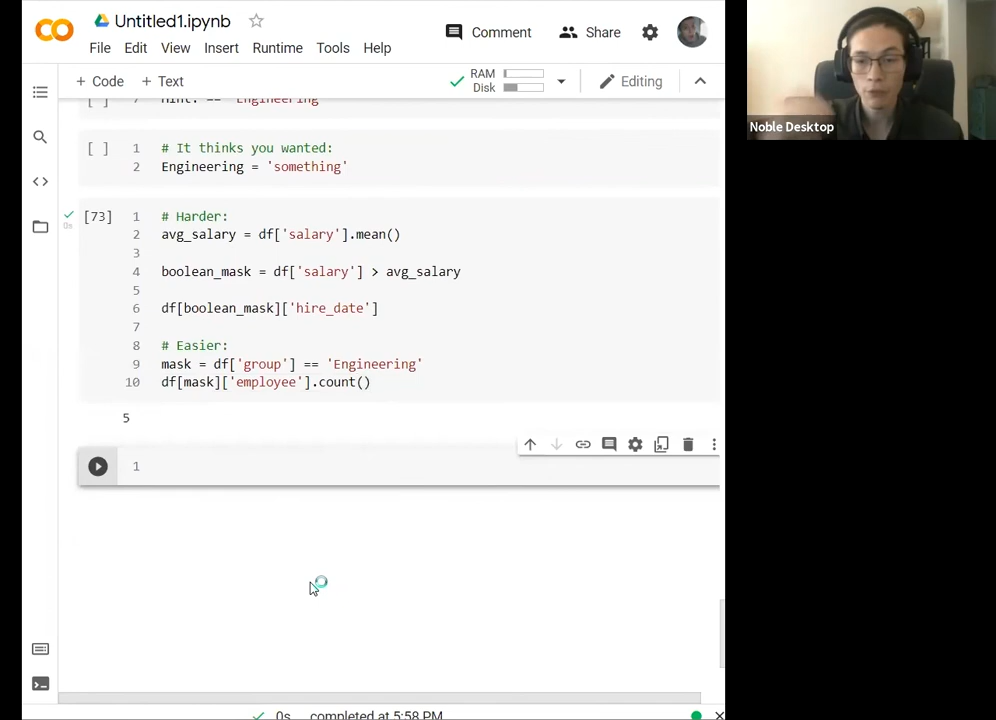 Untitled1.ipynb
Comment
Share
File Edit View Insert Runtime Tools Help
+ Code + Text
RAM
Disk
Editing
Noble Desktop
[ ] 7 hint: == 'Engineering'
[ ] 1 # It thinks you wanted:
2 Engineering = 'something'
[73] 1 # Harder:
0s 2 avg_salary = df['salary'].mean()
3
4 boolean_mask = df['salary'] > avg_salary
5
6 df[boolean_mask]['hire_date']
7
8 # Easier:
9 mask = df['group'] == 'Engineering'
10 df[mask]['employee'].count()
5
1
0s completed at 5:58 PM